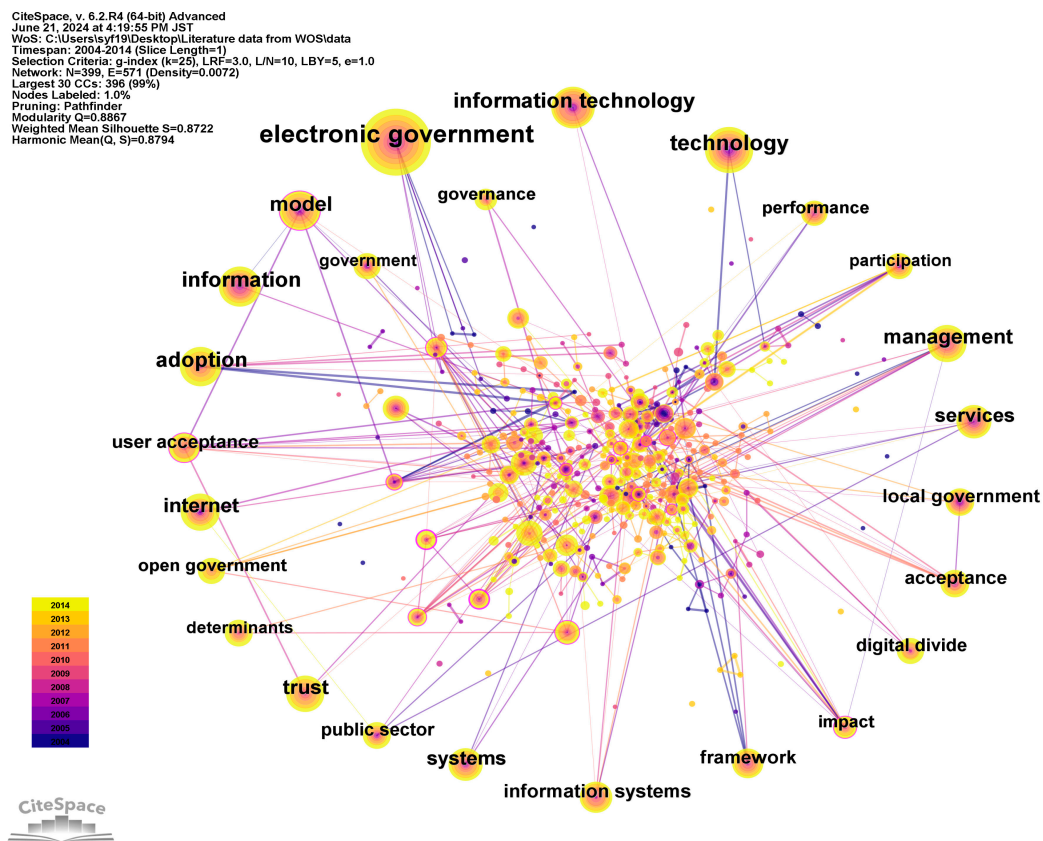 CiteSpace, v. 6.2.R4 (64-bit) Advanced
June 21, 2024 at 4:19:55 PM JST
WoS: C:\Users\syf19\Desktop\Literature data from WOS\data
Timespan: 2004-2014 (Slice Length=1)
Selection Criteria: g-index (k=25), LRF=3.0, L/N=10, LBY=5, e=1.0
Network: N=399, E=571 (Density=0.0072)
Largest 30 CCs: 396 (99%)
Nodes Labeled: 1.0%
Pruning: Pathfinder
Modularity Q=0.8867
Weighted Mean Silhouette S=0.8722
Harmonic Mean(Q, S)=0.8794
information technology
electronic government
technology
governance
model
performance
government
participation
information
management
adoption
services
user acceptance
local government
internet
open government
acceptance
determinants
digital divide
trust
impact
public sector
systems
framework
information systems
2014
2013
2012
2011
2010
2009
2008
2007
2006
2005
2004
CiteSpace